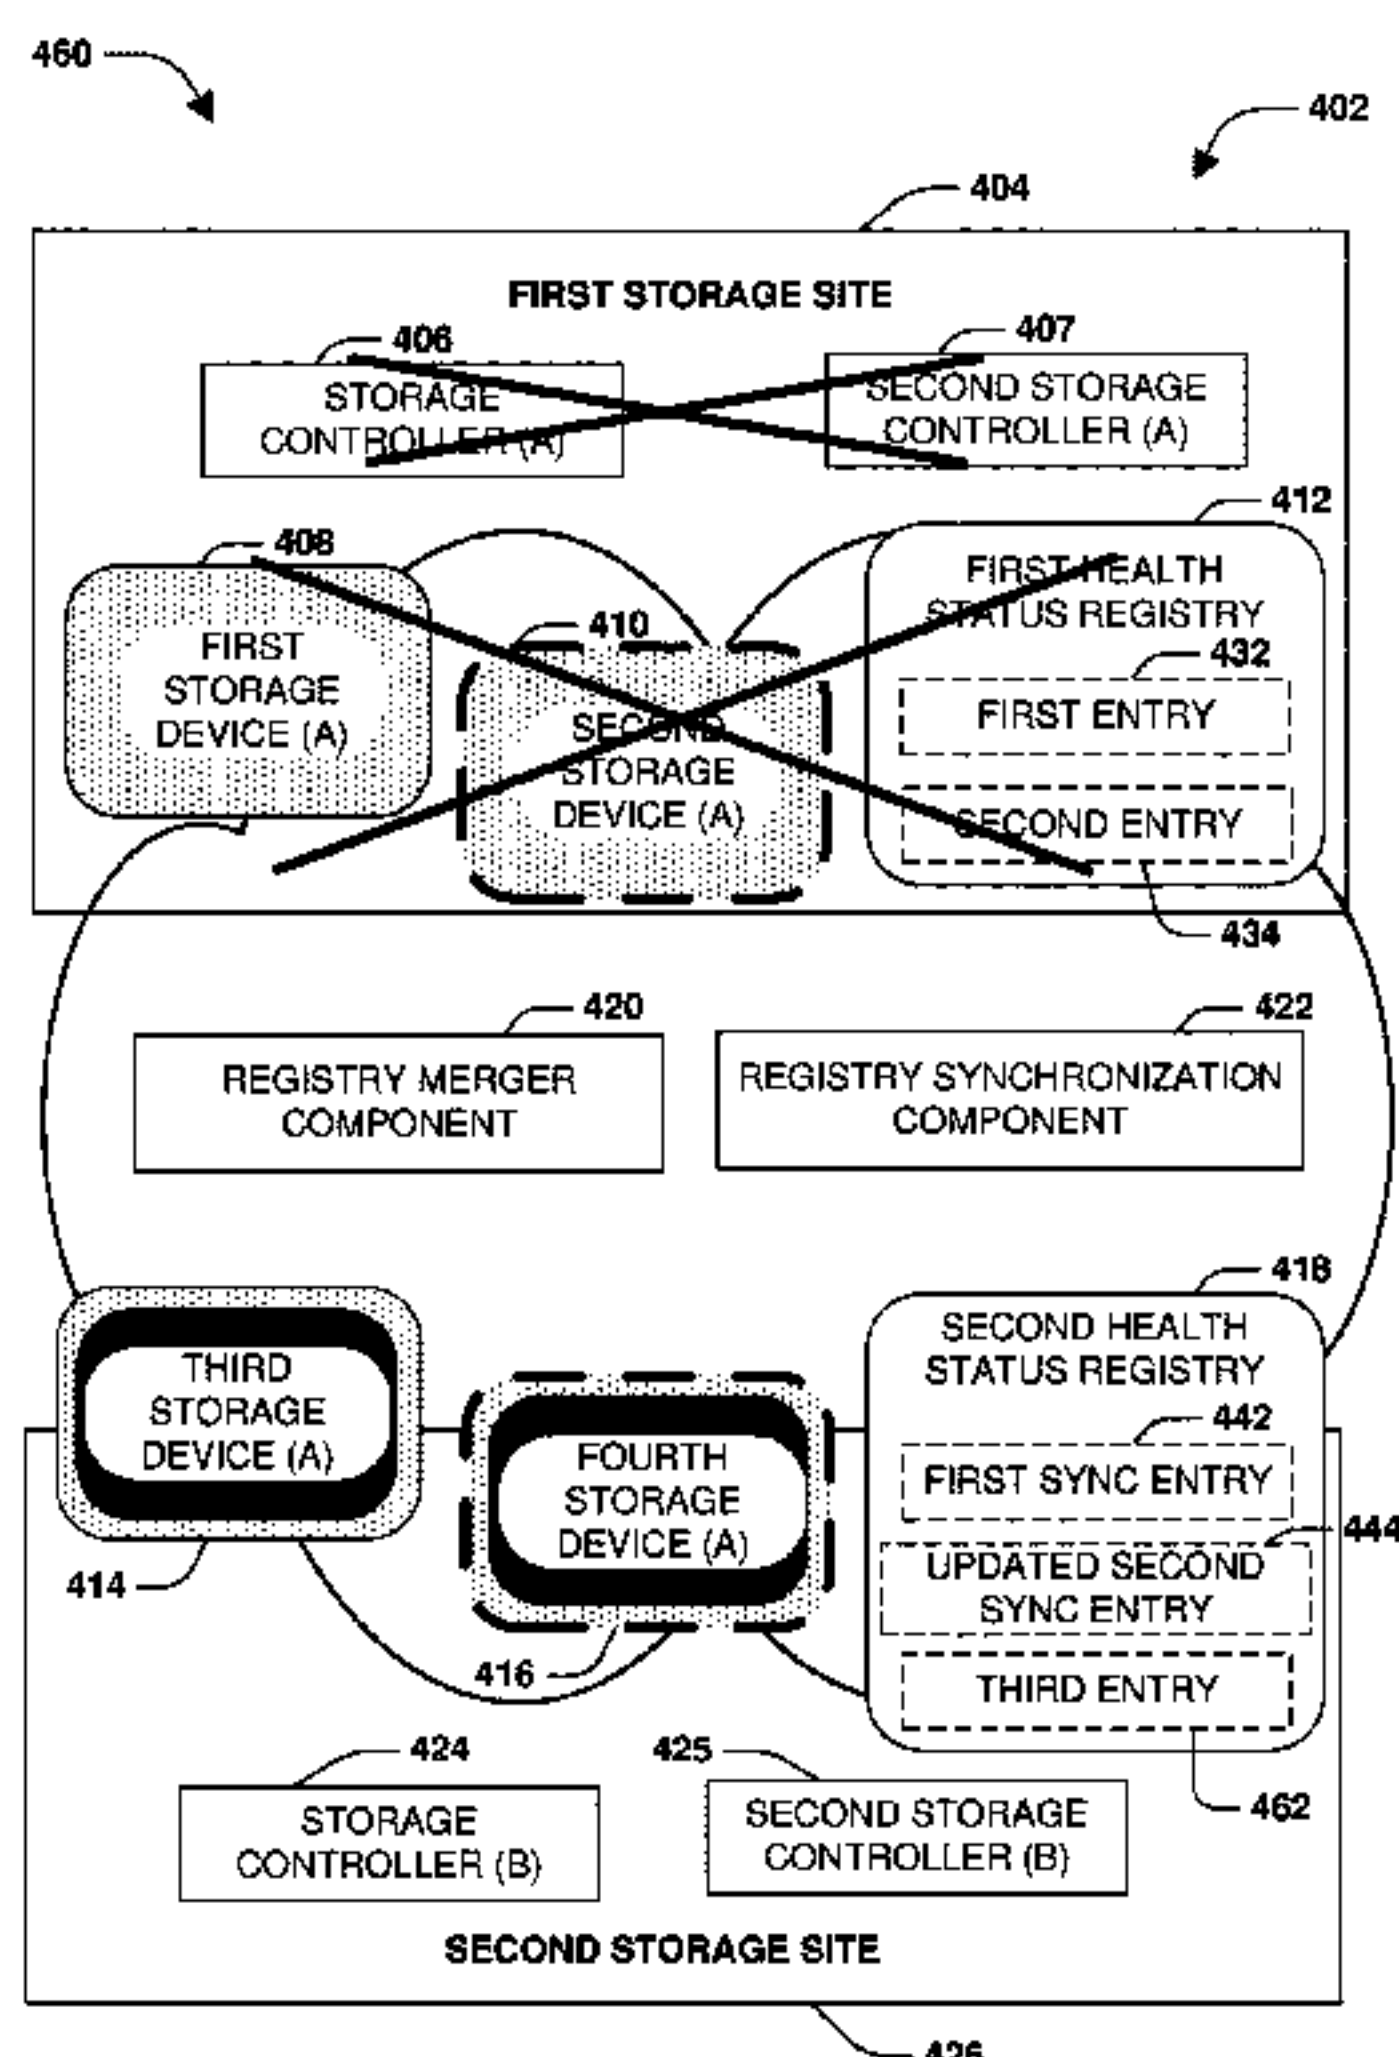 460
402
404
FIRST STORAGE SITE
406
407
STORAGE
CONTROLLER (A)
SECOND STORAGE
CONTROLLER (A)
412
408
FIRST HEALTH
STATUS REGISTRY
410
FIRST
STORAGE
DEVICE (A)
432
FIRST ENTRY
SECOND
STORAGE
DEVICE (A)
SECOND ENTRY
434
420
422
REGISTRY MERGER
COMPONENT
REGISTRY SYNCHRONIZATION
COMPONENT
418
THIRD
STORAGE
DEVICE (A)
SECOND HEALTH
STATUS REGISTRY
442
FIRST SYNC ENTRY
FOURTH
STORAGE
DEVICE (A)
444
UPDATED SECOND
SYNC ENTRY
414
416
THIRD ENTRY
424
425
462
STORAGE
CONTROLLER (B)
SECOND STORAGE
CONTROLLER (B)
SECOND STORAGE SITE
426